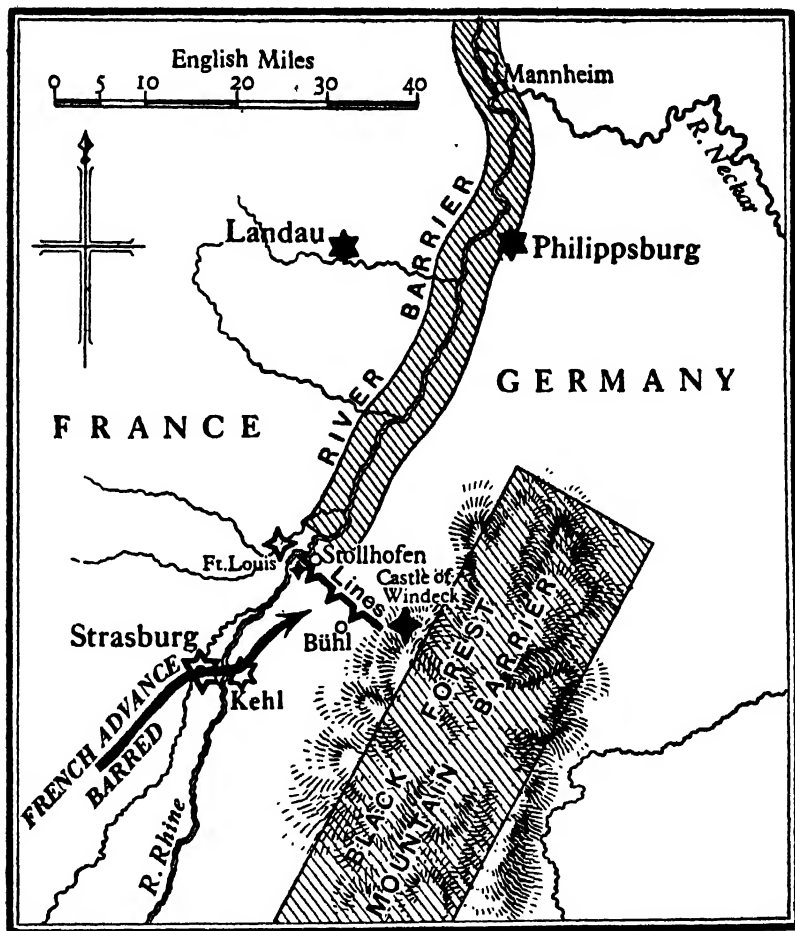 English Miles
0 5 10 20 30 40
Mannheim
R. Neckar
Landau
Philippsburg
RIVER BARRIER
GERMANY
FRANCE
Ft. Louis
Stollhofen
Lines
Castle of
Windeck
Bühl
Strasburg
Kehl
FRENCH ADVANCE
BARRED
R. Rhine
BLACK FOREST
MOUNTAIN BARRIER